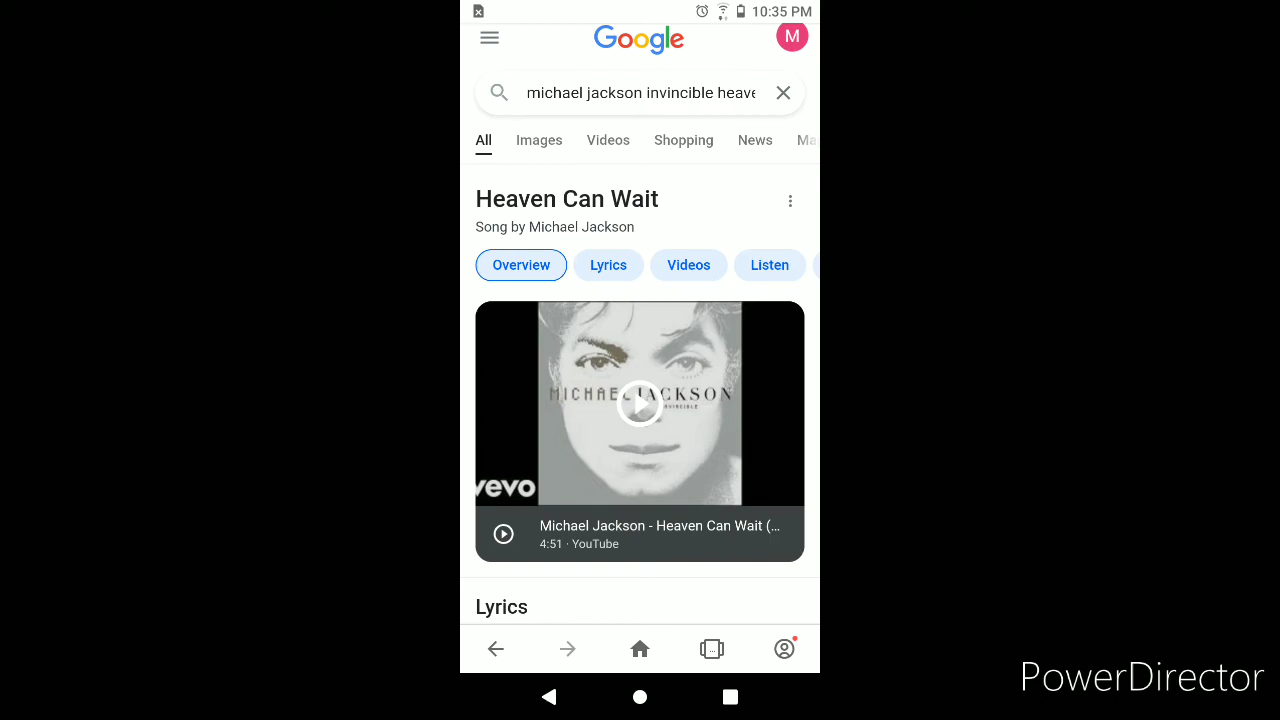 10:35 PM
Google
M
michael jackson invincible heave
All Images Videos Shopping News Ma
Heaven Can Wait
Song by Michael Jackson
Overview Lyrics Videos Listen
MICHAEL JACKSON
INVINCIBLE
vevo
Michael Jackson - Heaven Can Wait (...
4:51 · YouTube
Lyrics
PowerDirector